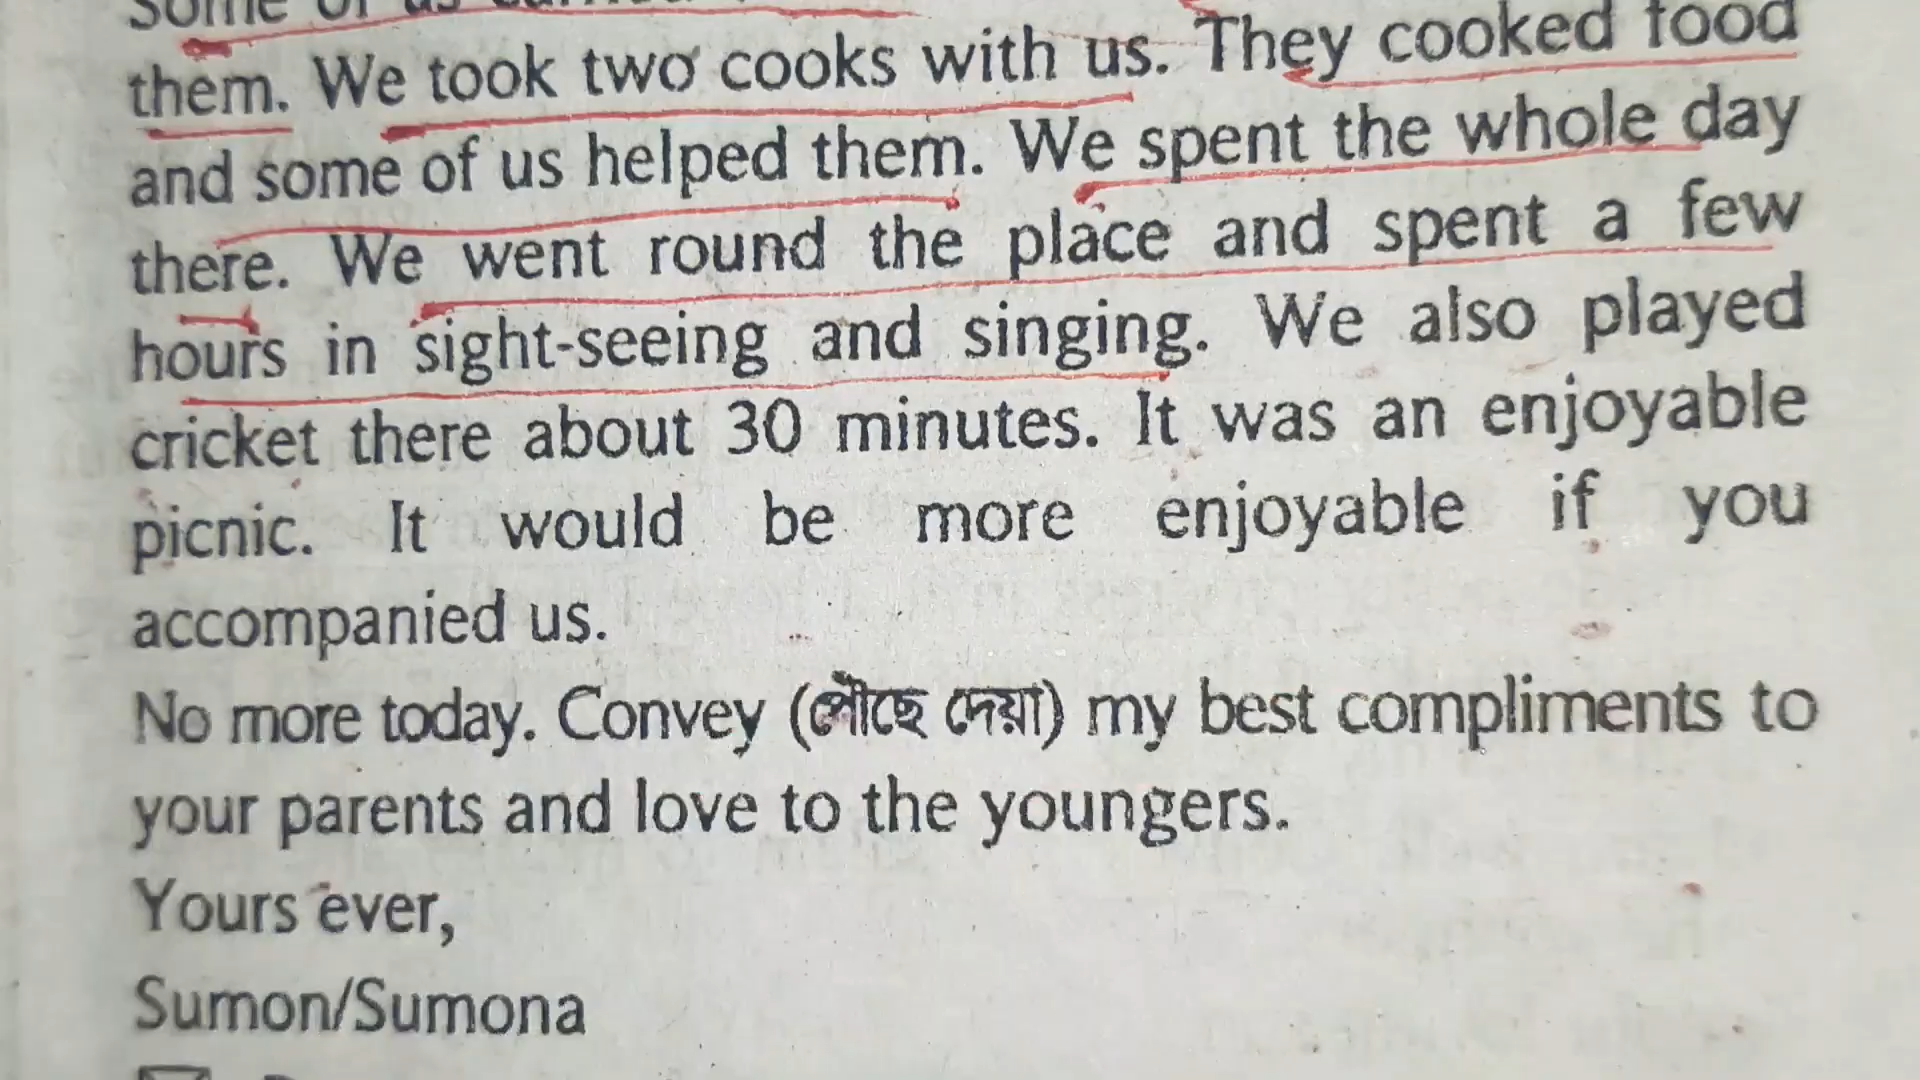 Some of us carried
them. We took two cooks with us. They cooked food
and some of us helped them. We spent the whole day
there. We went round the place and spent a few
hours in sight-seeing and singing. We also played
cricket there about 30 minutes. It was an enjoyable
picnic. It would be more enjoyable if you
accompanied us.
No more today. Convey (পৌঁছে দেয়া) my best compliments to
your parents and love to the youngers.
Yours ever,
Sumon/Sumona